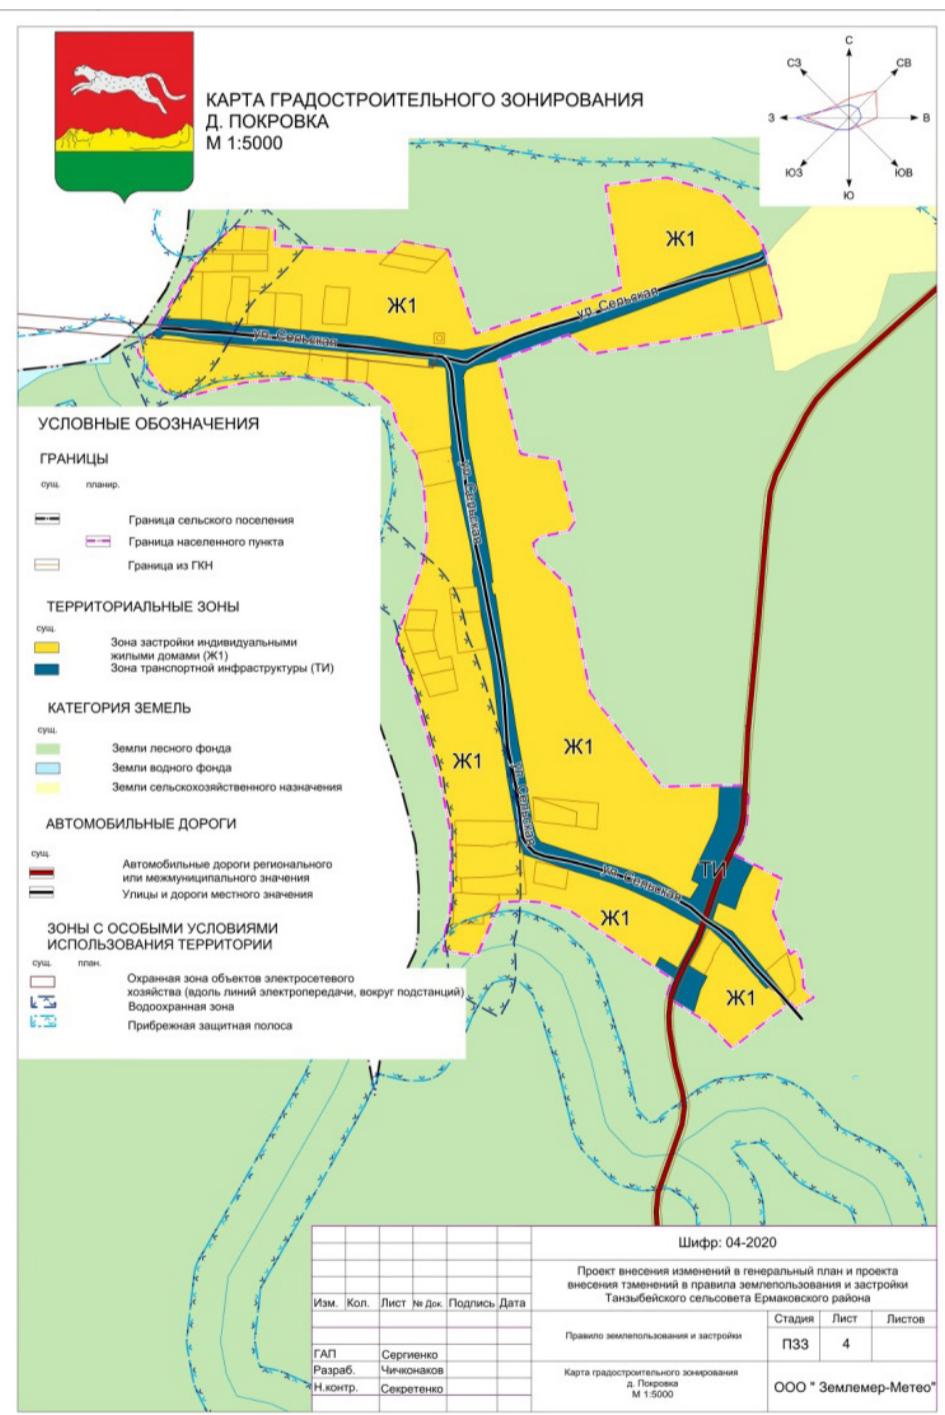 КАРТА ГРАДОСТРОИТЕЛЬНОГО ЗОНИРОВАНИЯ
Д. ПОКРОВКА
М 1:5000
С
СЗ
СВ
З
В
ЮЗ
ЮВ
Ю
Ж1
Ж1
ул. Сельская
ул. Сельская
ул. Сельская
Ж1
Ж1
ул. Сельская
ТИ
ул. Сельская
Ж1
Ж1
УСЛОВНЫЕ ОБОЗНАЧЕНИЯ
ГРАНИЦЫ
сущ. планир.
Граница сельского поселения
Граница населенного пункта
Граница из ГКН
ТЕРРИТОРИАЛЬНЫЕ ЗОНЫ
сущ.
Зона застройки индивидуальными
жилыми домами (Ж1)
Зона транспортной инфраструктуры (ТИ)
КАТЕГОРИЯ ЗЕМЕЛЬ
сущ.
Земли лесного фонда
Земли водного фонда
Земли сельскохозяйственного назначения
АВТОМОБИЛЬНЫЕ ДОРОГИ
сущ.
Автомобильные дороги регионального
или межмуниципального значения
Улицы и дороги местного значения
ЗОНЫ С ОСОБЫМИ УСЛОВИЯМИ
ИСПОЛЬЗОВАНИЯ ТЕРРИТОРИИ
сущ. план.
Охранная зона объектов электросетевого
хозяйства (вдоль линий электропередачи, вокруг подстанций)
Водоохранная зона
Прибрежная защитная полоса
Шифр: 04-2020
Проект внесения изменений в генеральный план и проекта
внесения тзменений в правила землепользования и застройки
Танзыбейского сельсовета Ермаковского района
Изм. Кол. Лист № Док. Подпись Дата
Правило землепользования и застройки
Стадия Лист Листов
ПЗЗ 4
ГАП Сергиенко
Разраб. Чичконаков
Н.контр. Секретенко
Карта градостроительного зонирования
д. Покровка
М 1:5000
ООО " Землемер-Метео"